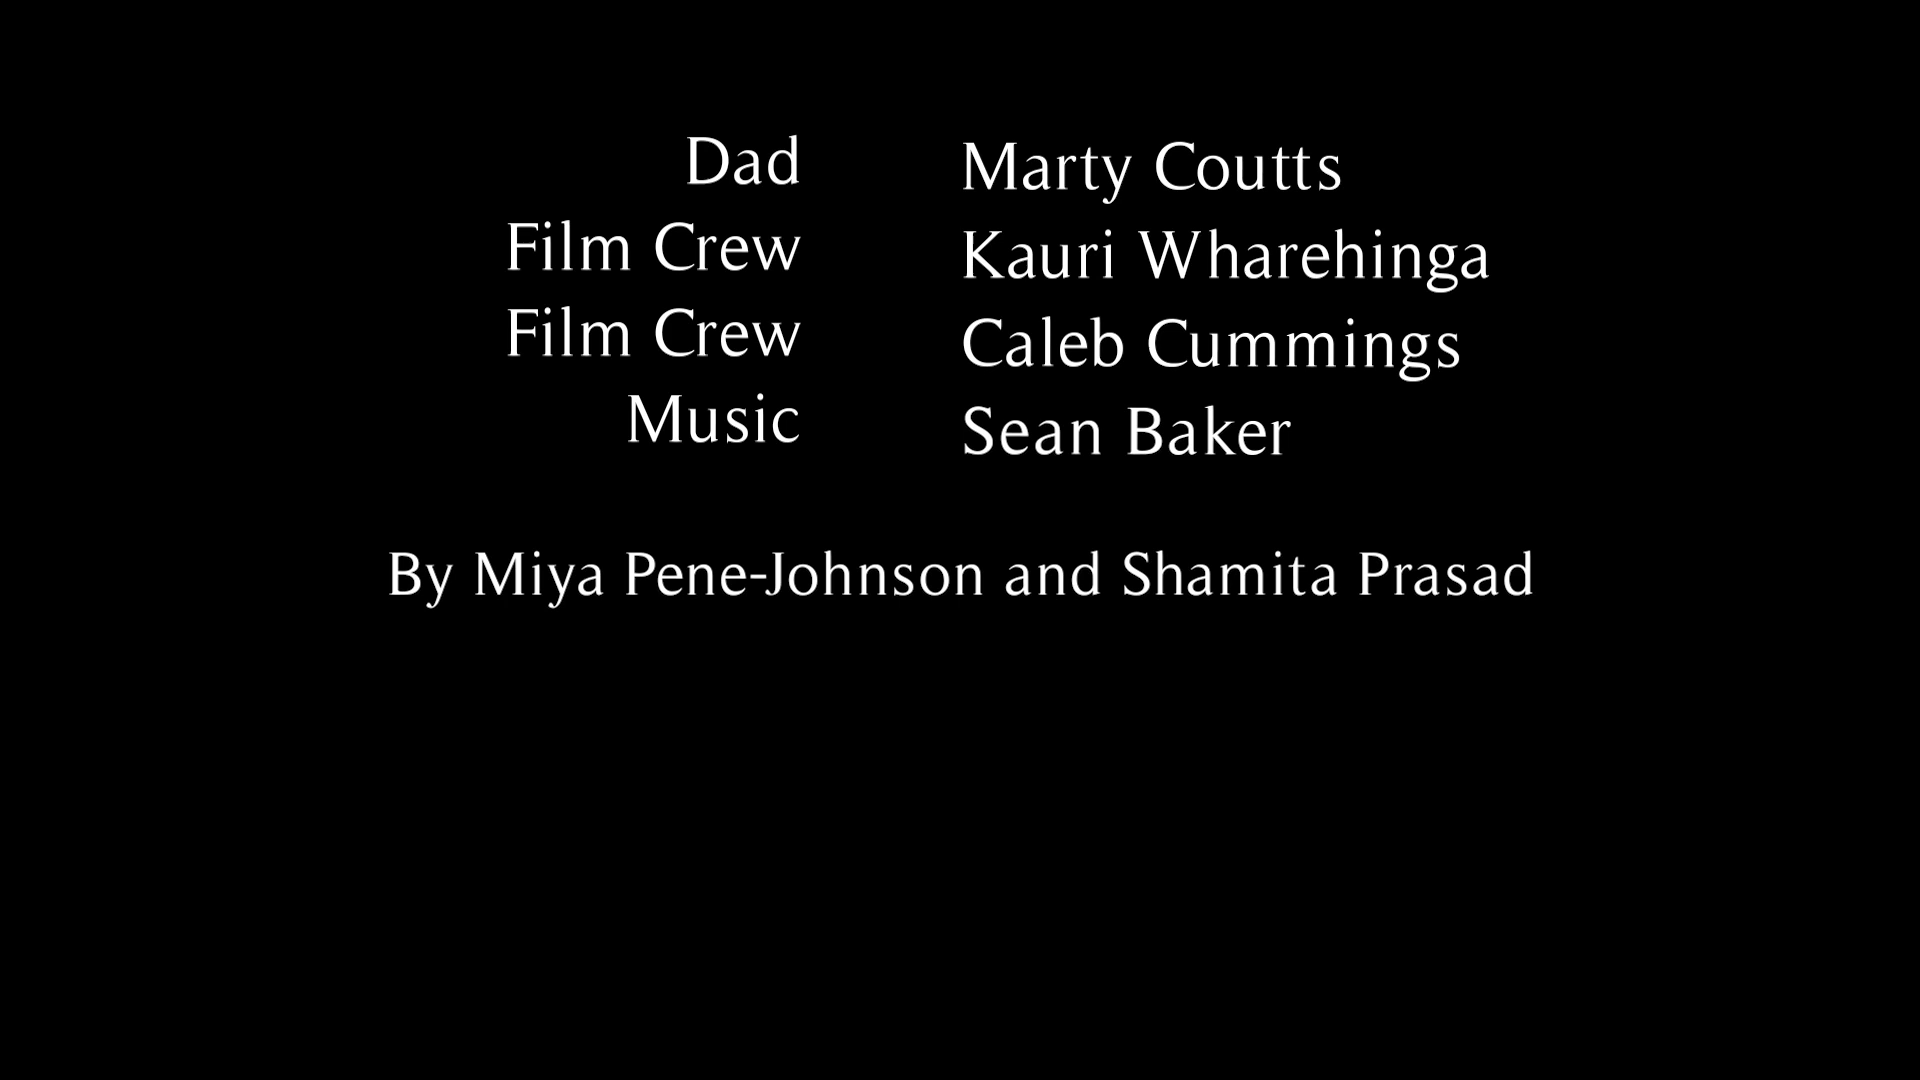 Dad Marty Coutts
Film Crew Kauri Wharehinga
Film Crew Caleb Cummings
Music Sean Baker
By Miya Pene-Johnson and Shamita Prasad